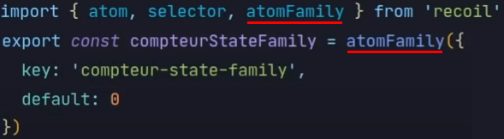 import { atom, selector, atomFamily } from 'recoil'
export const compteurStateFamily = atomFamily({
  key: 'compteur-state-family',
  default: 0
})